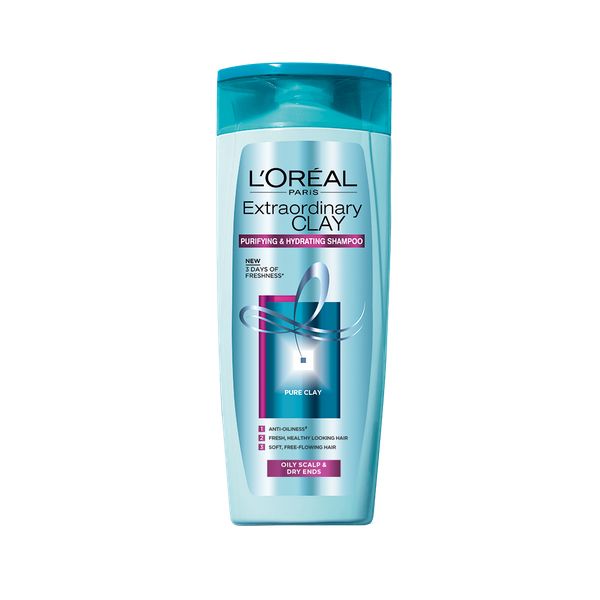 L'ORÉAL
PARIS
Extraordinary
CLAY
PURIFYING & HYDRATING SHAMPOO
NEW
3 DAYS OF
FRESHNESS*
PURE CLAY
1 ANTI-OILINESS#
2 FRESH, HEALTHY LOOKING HAIR
3 SOFT, FREE-FLOWING HAIR
OILY SCALP &
DRY ENDS